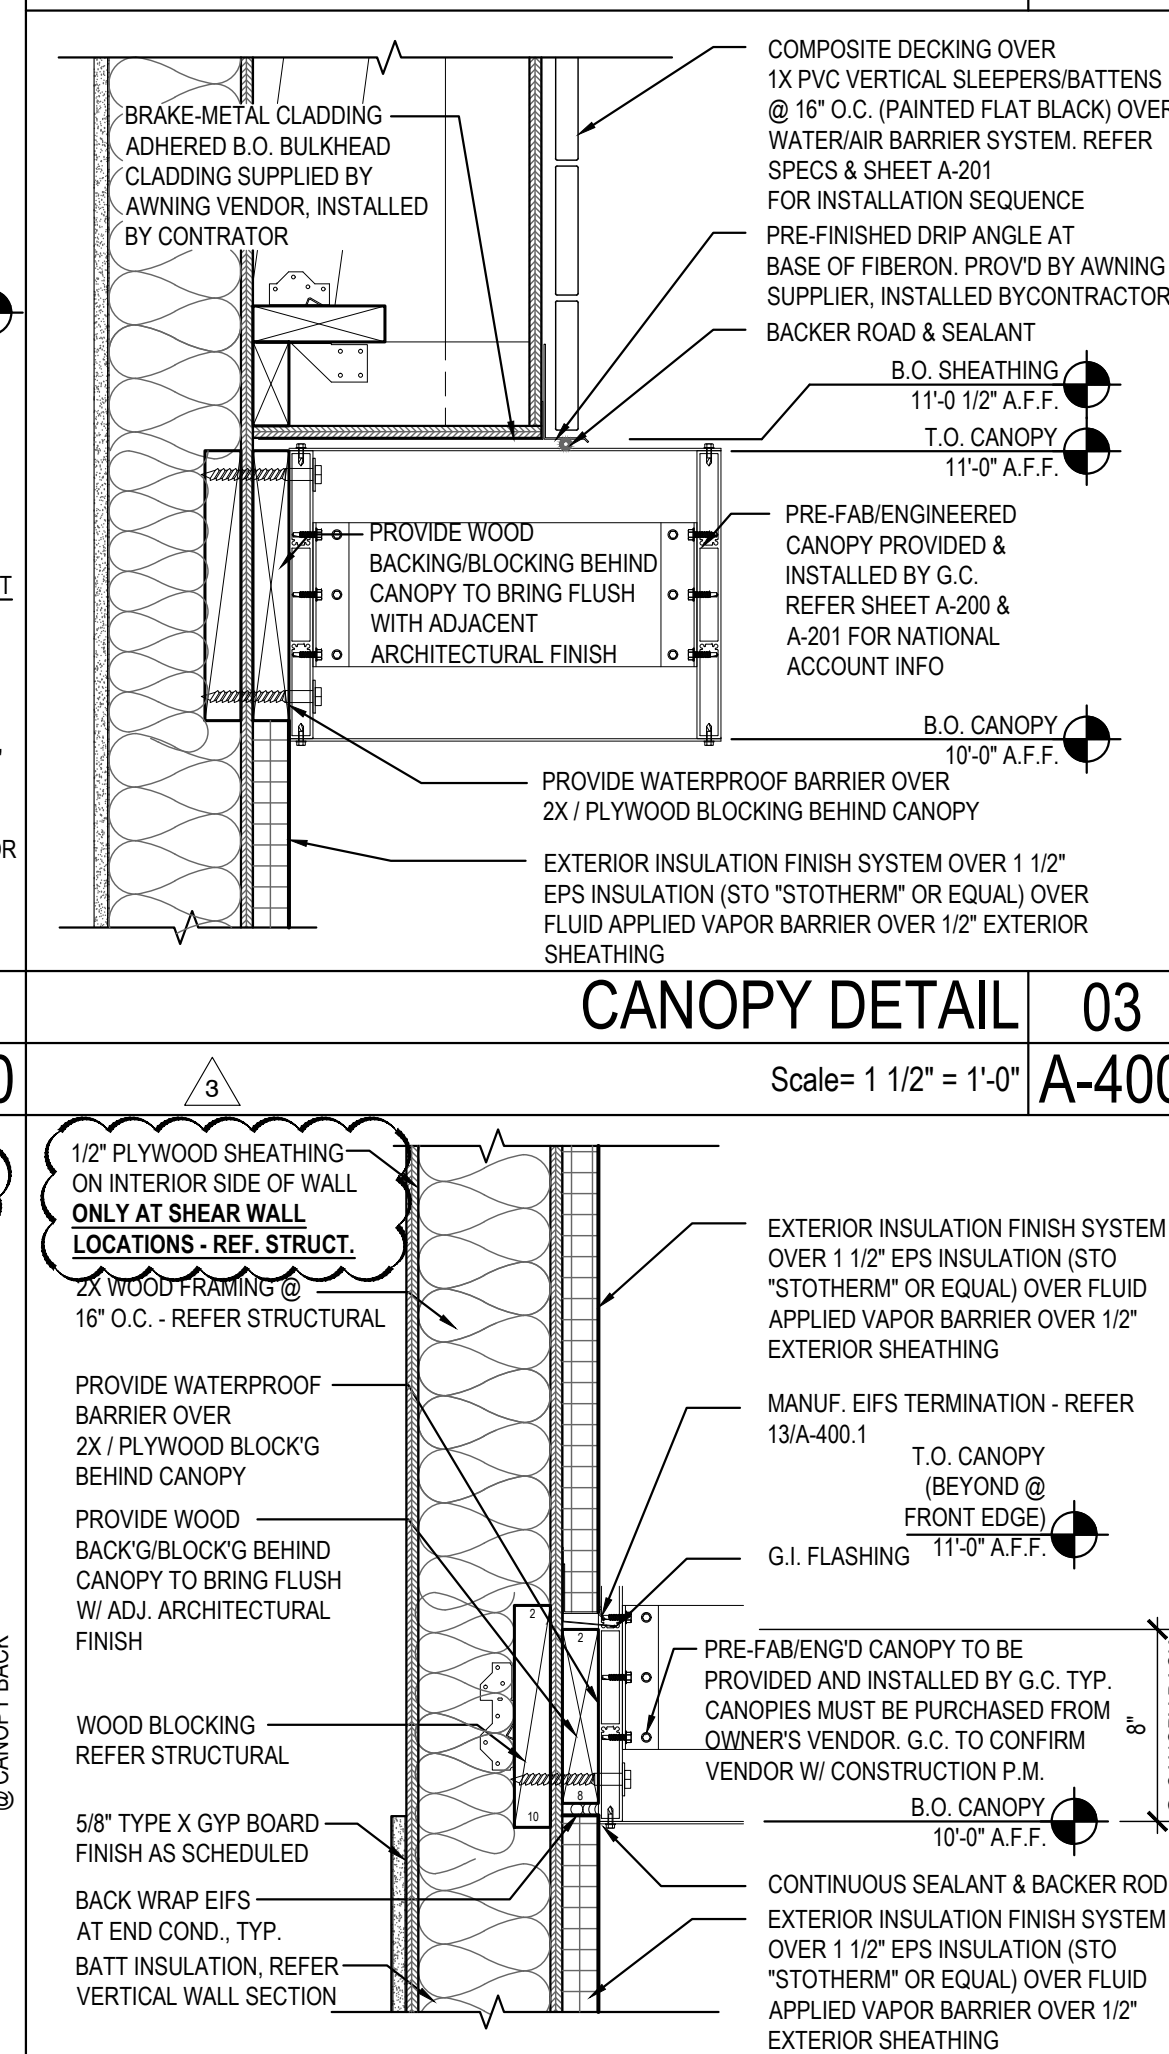 COMPOSITE DECKING OVER
1X PVC VERTICAL SLEEPERS/BATTENS
@ 16" O.C. (PAINTED FLAT BLACK) OVER
WATER/AIR BARRIER SYSTEM. REFER
SPECS & SHEET A-201
FOR INSTALLATION SEQUENCE
BRAKE-METAL CLADDING
ADHERED B.O. BULKHEAD
CLADDING SUPPLIED BY
AWNING VENDOR, INSTALLED
BY CONTRATOR
PRE-FINISHED DRIP ANGLE AT
BASE OF FIBERON. PROV'D BY AWNING
SUPPLIER, INSTALLED BYCONTRACTOR
BACKER ROAD & SEALANT
B.O. SHEATHING
11'-0 1/2" A.F.F.
T.O. CANOPY
11'-0" A.F.F.
PRE-FAB/ENGINEERED
CANOPY PROVIDED &
INSTALLED BY G.C.
REFER SHEET A-200 &
A-201 FOR NATIONAL
ACCOUNT INFO
PROVIDE WOOD
BACKING/BLOCKING BEHIND
CANOPY TO BRING FLUSH
WITH ADJACENT
ARCHITECTURAL FINISH
B.O. CANOPY
10'-0" A.F.F.
PROVIDE WATERPROOF BARRIER OVER
2X / PLYWOOD BLOCKING BEHIND CANOPY
EXTERIOR INSULATION FINISH SYSTEM OVER 1 1/2"
EPS INSULATION (STO "STOTHERM" OR EQUAL) OVER
FLUID APPLIED VAPOR BARRIER OVER 1/2" EXTERIOR
SHEATHING
CANOPY DETAIL
03
3
Scale= 1 1/2" = 1'-0"
A-400
1/2" PLYWOOD SHEATHING
ON INTERIOR SIDE OF WALL
ONLY AT SHEAR WALL
LOCATIONS - REF. STRUCT.
2X WOOD FRAMING @
16" O.C. - REFER STRUCTURAL
PROVIDE WATERPROOF
BARRIER OVER
2X / PLYWOOD BLOCK'G
BEHIND CANOPY
PROVIDE WOOD
BACK'G/BLOCK'G BEHIND
CANOPY TO BRING FLUSH
W/ ADJ. ARCHITECTURAL
FINISH
WOOD BLOCKING
REFER STRUCTURAL
5/8" TYPE X GYP BOARD
FINISH AS SCHEDULED
BACK WRAP EIFS
AT END COND., TYP.
BATT INSULATION, REFER
VERTICAL WALL SECTION
2
2
8
10
EXTERIOR INSULATION FINISH SYSTEM
OVER 1 1/2" EPS INSULATION (STO
"STOTHERM" OR EQUAL) OVER FLUID
APPLIED VAPOR BARRIER OVER 1/2"
EXTERIOR SHEATHING
MANUF. EIFS TERMINATION - REFER
13/A-400.1
T.O. CANOPY
(BEYOND @
FRONT EDGE)
11'-0" A.F.F.
G.I. FLASHING
PRE-FAB/ENG'D CANOPY TO BE
PROVIDED AND INSTALLED BY G.C. TYP.
CANOPIES MUST BE PURCHASED FROM
OWNER'S VENDOR. G.C. TO CONFIRM
VENDOR W/ CONSTRUCTION P.M.
8"
B.O. CANOPY
10'-0" A.F.F.
CONTINUOUS SEALANT & BACKER ROD
EXTERIOR INSULATION FINISH SYSTEM
OVER 1 1/2" EPS INSULATION (STO
"STOTHERM" OR EQUAL) OVER FLUID
APPLIED VAPOR BARRIER OVER 1/2"
EXTERIOR SHEATHING
@ CANOPY BACK